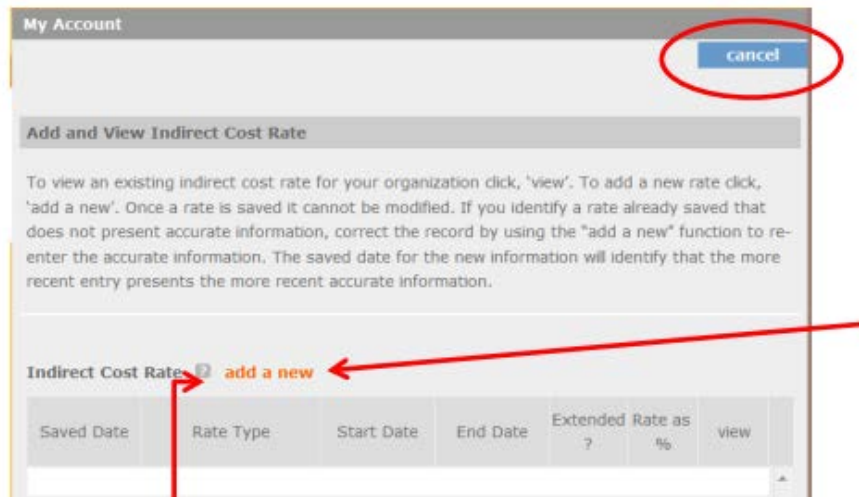 My Account
cancel
Add and View Indirect Cost Rate
To view an existing indirect cost rate for your organization click, 'view'. To add a new rate click,
'add a new'. Once a rate is saved it cannot be modified. If you identify a rate already saved that
does not present accurate information, correct the record by using the "add a new" function to re-
enter the accurate information. The saved date for the new information will identify that the more
recent entry presents the more recent accurate information.
Indirect Cost Rate ? add a new
Saved Date Rate Type Start Date End Date Extended ? Rate as % view